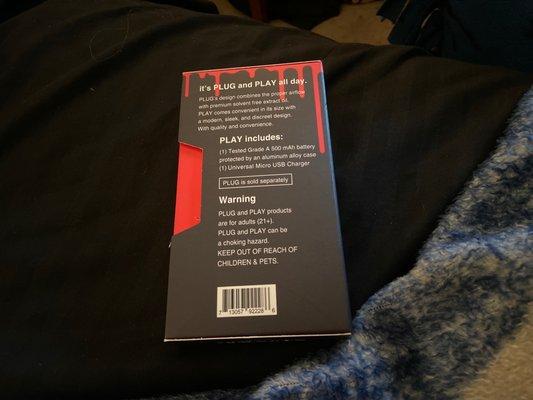 it's PLUG and PLAY all day.
PLUG's design combines the proper airflow
with premium solvent free extract oil.
PLAY comes convenient in its size with
a modern, sleek, and discreet design.
With quality and convenience.
PLAY includes:
(1) Tested Grade A 500 mAh battery
protected by an aluminum alloy case
(1) Universal Micro USB Charger
PLUG is sold separately
Warning
PLUG and PLAY products
are for adults (21+).
PLUG and PLAY can be
a choking hazard.
KEEP OUT OF REACH OF
CHILDREN & PETS.
7 13057 92228 6